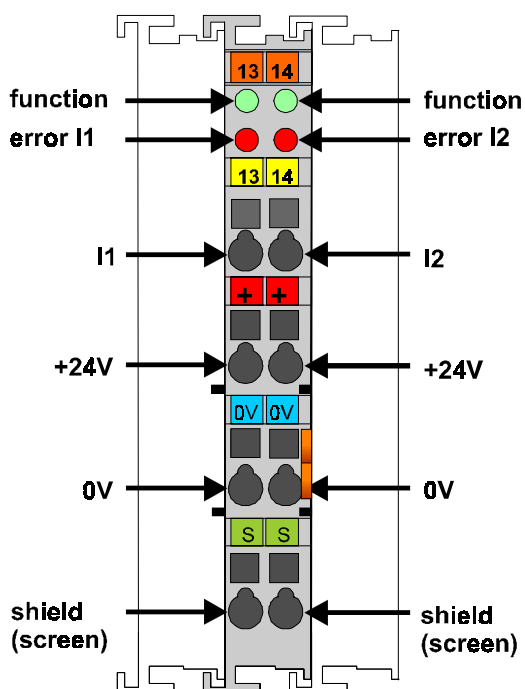 13 14
function function
error I1 error I2
13 14
I1 I2
+ +
+24V +24V
0V 0V
0V 0V
S S
shield shield
(screen) (screen)